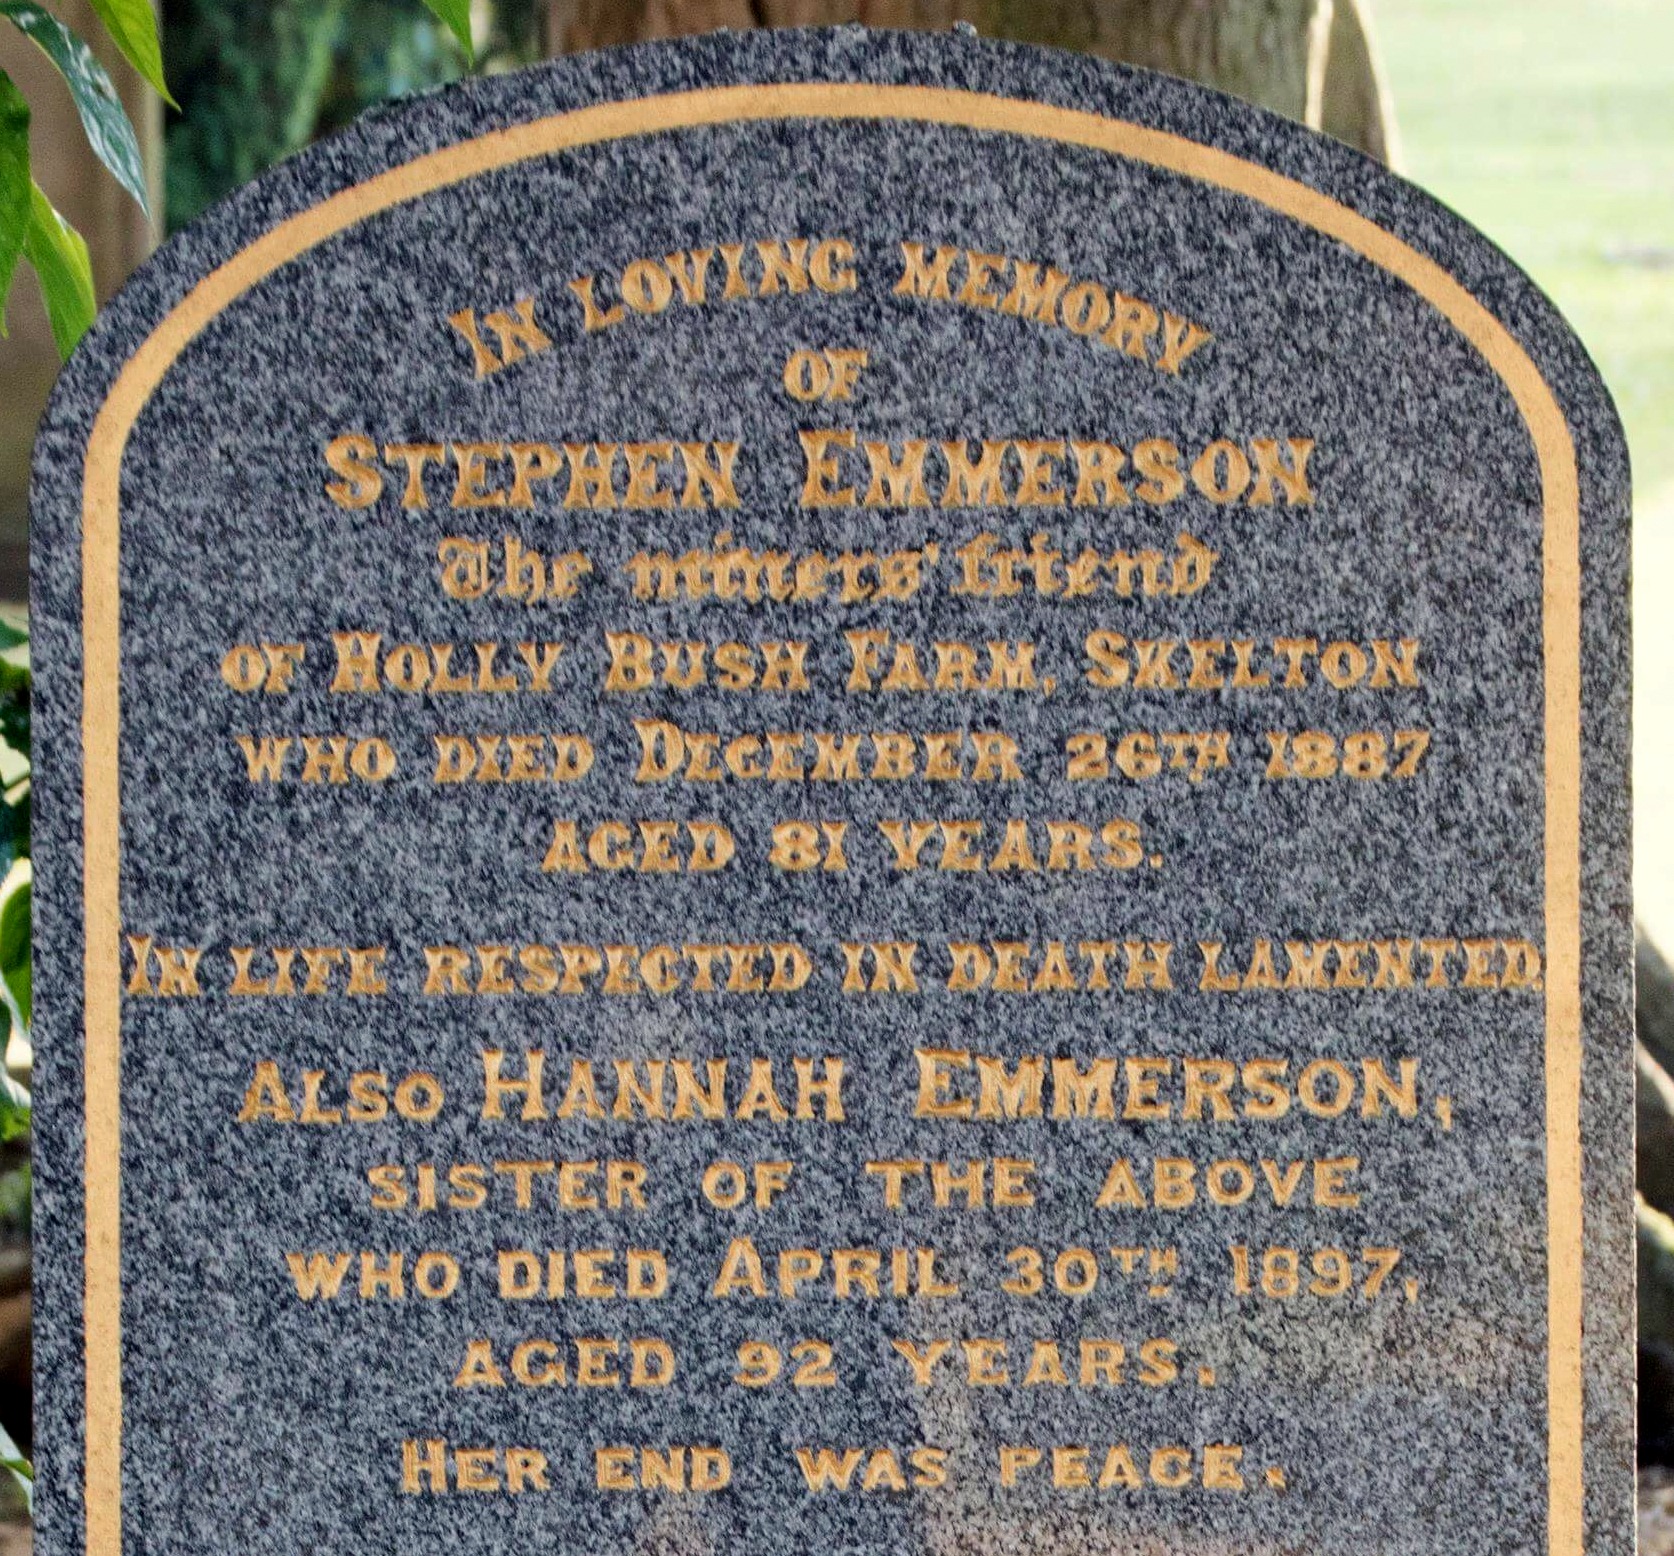 IN LOVING MEMORY
OF
STEPHEN EMMERSON
The miners' friend
OF HOLLY BUSH FARM, SKELTON
WHO DIED DECEMBER 26TH 1887
AGED 81 YEARS.
IN LIFE RESPECTED IN DEATH LAMENTED.
ALSO HANNAH EMMERSON,
SISTER OF THE ABOVE
WHO DIED APRIL 30TH 1897,
AGED 92 YEARS.
HER END WAS PEACE.